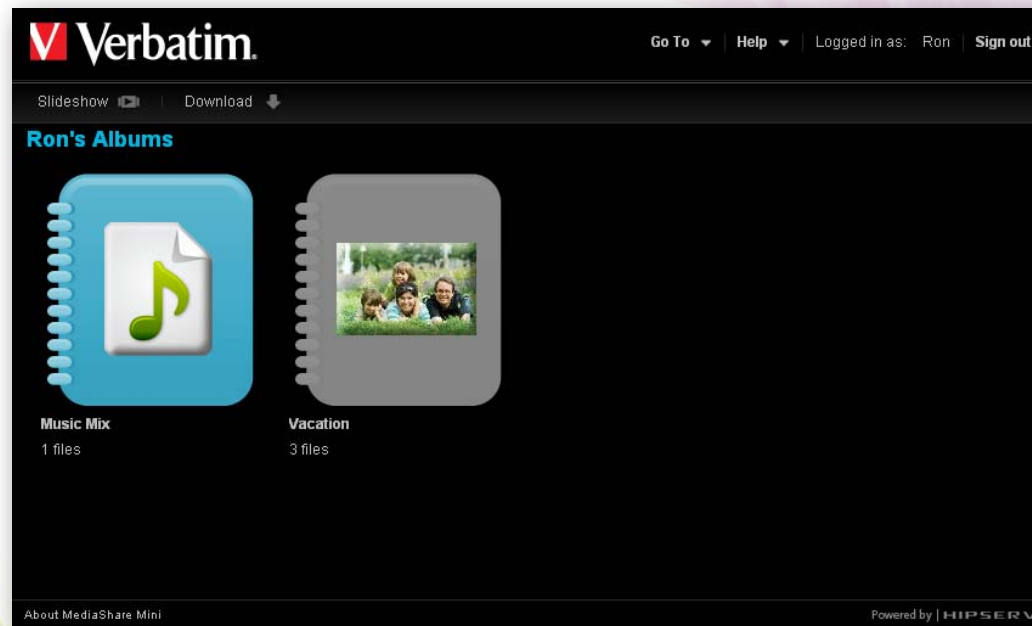 Verbatim.
Go To Help Logged in as: Ron Sign out
Slideshow Download
Ron's Albums
Music Mix Vacation
1 files 3 files
About MediaShare Mini Powered by | HIPSERV